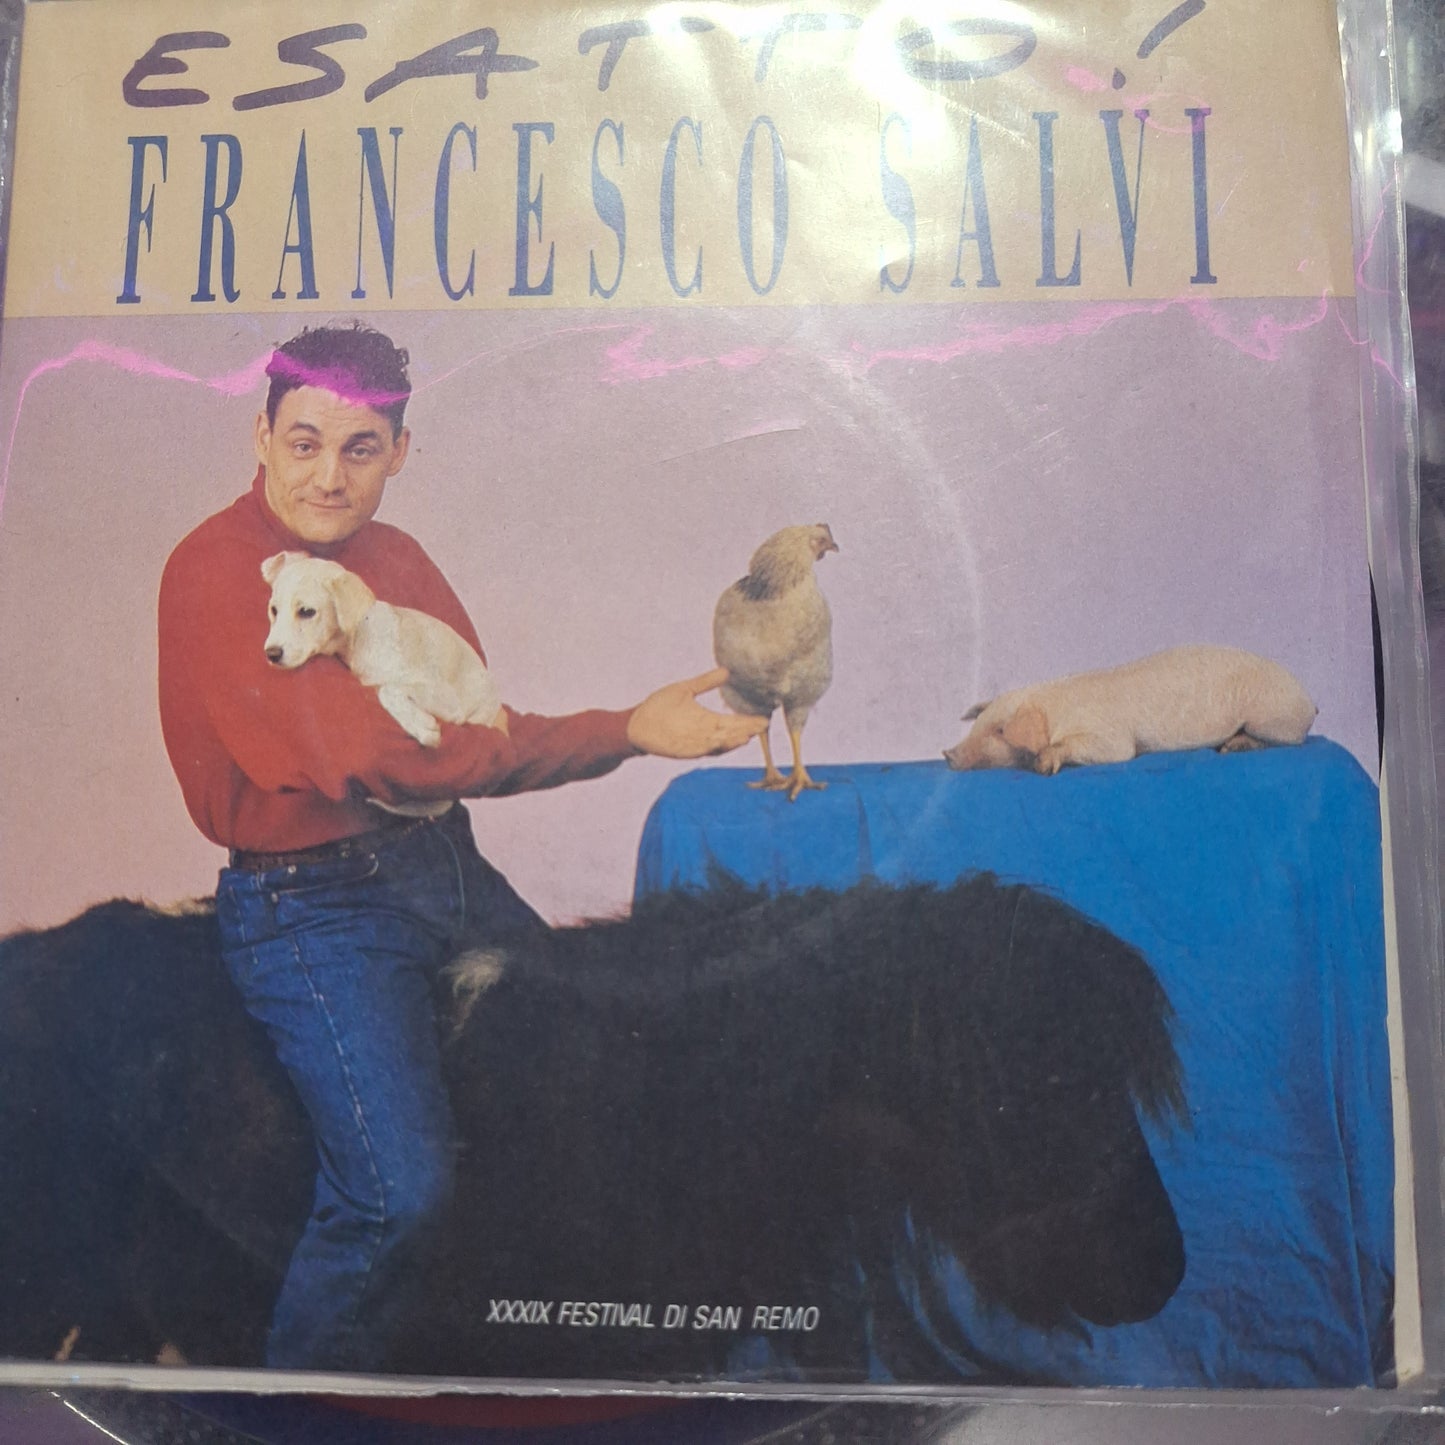 ESATTO!
FRANCESCO SALVI
XXXIX FESTIVAL DI SAN REMO